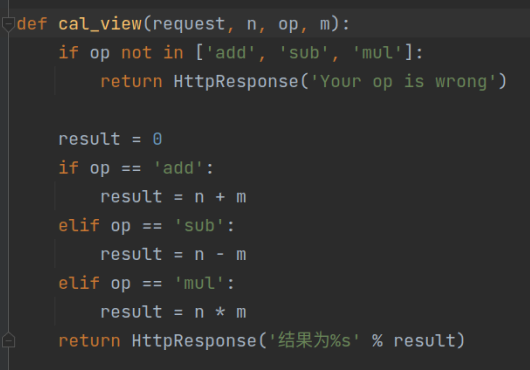 def cal_view(request, n, op, m):
    if op not in ['add', 'sub', 'mul']:
        return HttpResponse('Your op is wrong')

    result = 0
    if op == 'add':
        result = n + m
    elif op == 'sub':
        result = n - m
    elif op == 'mul':
        result = n * m
    return HttpResponse('结果为%s' % result)